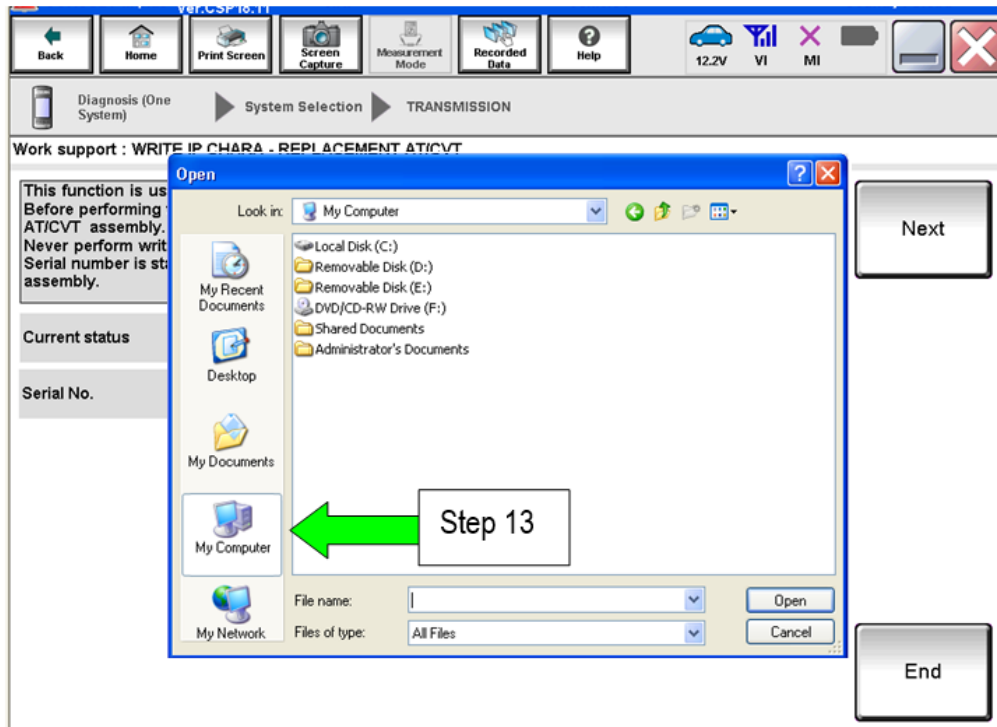 Ver.CSP18.11
Back
Home
Print Screen
Screen Capture
Measurement Mode
Recorded Data
Help
12.2V
VI
MI
Diagnosis (One System)
System Selection
TRANSMISSION
Work support : WRITE IP CHARA - REPLACEMENT AT/CVT
This function is us
Before performing
AT/CVT assembly.
Never perform writ
Serial number is sta
assembly.
Current status
Serial No.
Next
End
Open
Look in:
My Computer
My Recent Documents
Desktop
My Documents
My Computer
My Network
Local Disk (C:)
Removable Disk (D:)
Removable Disk (E:)
DVD/CD-RW Drive (F:)
Shared Documents
Administrator's Documents
Step 13
File name:
Open
Files of type:
All Files
Cancel